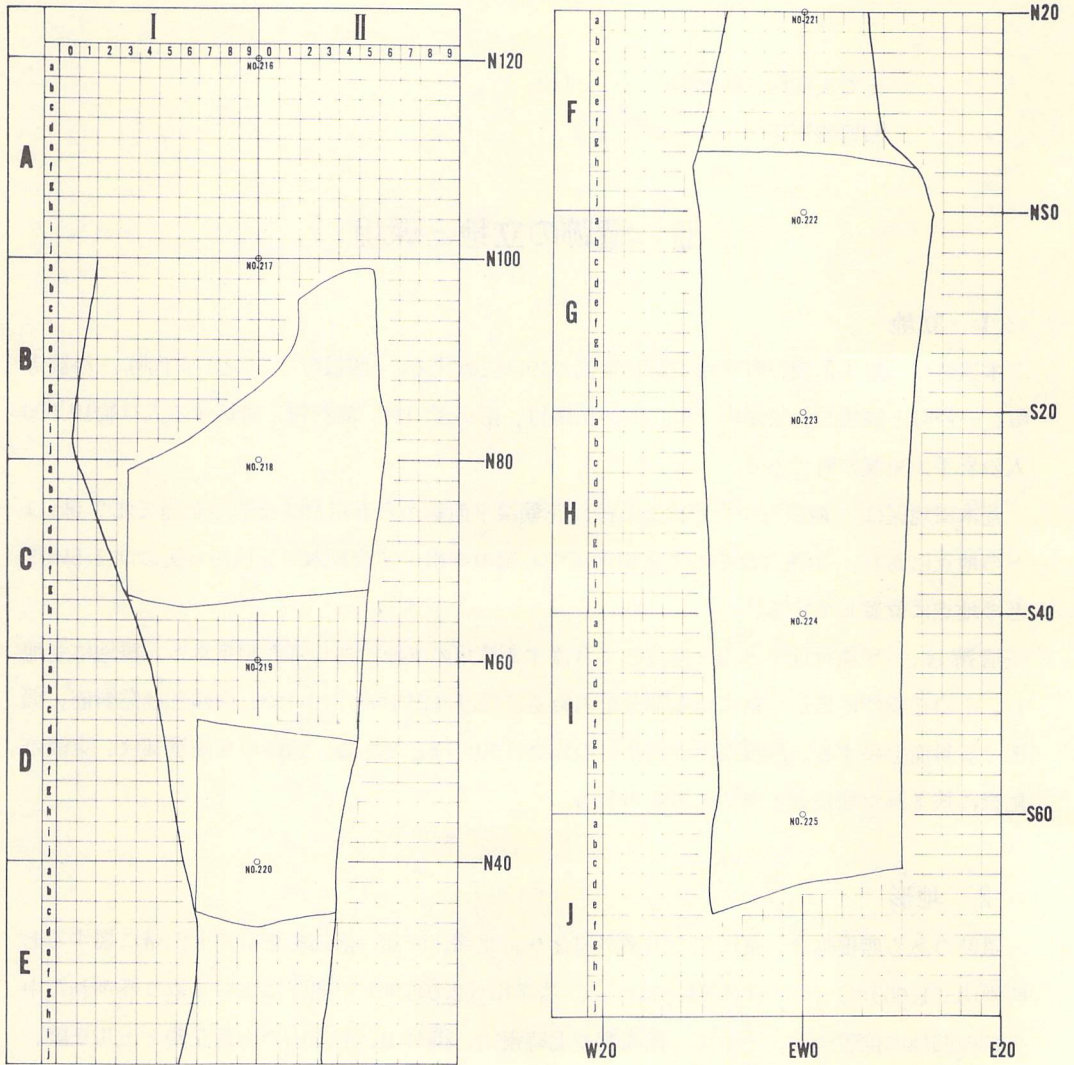 I II
0 1 2 3 4 5 6 7 8 9 0 1 2 3 4 5 6 7 8 9
NO.216
N120
A
a
b
c
d
e
f
g
h
i
j
NO.217
N100
B
a
b
c
d
e
f
g
h
i
j
NO.218
N80
C
a
b
c
d
e
f
g
h
i
j
NO.219
N60
D
a
b
c
d
e
f
g
h
i
j
NO.220
N40
E
a
b
c
d
e
f
g
h
i
j
NO.221
N20
F
a
b
c
d
e
f
g
h
i
j
NO.222
NS0
G
a
b
c
d
e
f
g
h
i
j
NO.223
S20
H
a
b
c
d
e
f
g
h
i
j
NO.224
S40
I
a
b
c
d
e
f
g
h
i
j
NO.225
S60
J
a
b
c
d
e
f
g
h
i
j
W20 EW0 E20